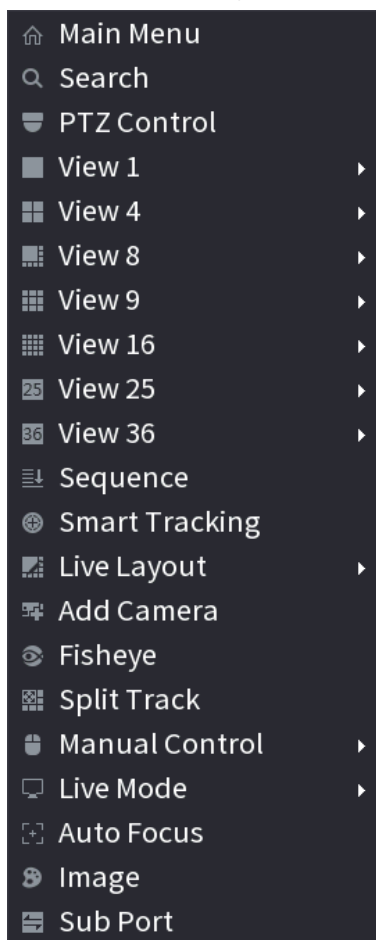 Main Menu
Search
PTZ Control
View 1
View 4
View 8
View 9
View 16
25 View 25
36 View 36
Sequence
Smart Tracking
Live Layout
Add Camera
Fisheye
Split Track
Manual Control
Live Mode
Auto Focus
Image
Sub Port